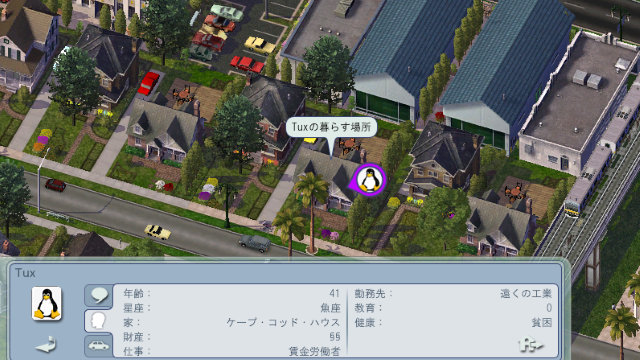 Tuxの暮らす場所
Tux
年齢： 41
星座： 魚座
家： ケープ・コッド・ハウス
財産： §§
仕事： 賃金労働者
勤務先： 遠くの工業
教育： 0
健康： 貧困